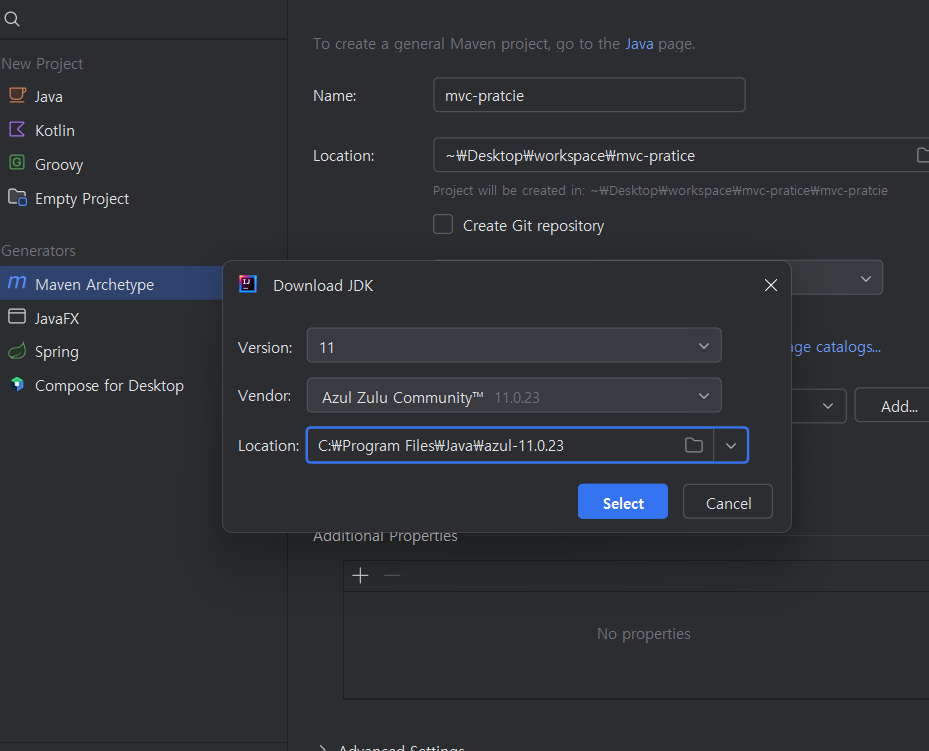 To create a general Maven project, go to the Java page.
New Project
Java
Kotlin
Groovy
Empty Project
Generators
Maven Archetype
JavaFX
Spring
Compose for Desktop
Name:
mvc-pratcie
Location:
~₩Desktop₩workspace₩mvc-pratice
Project will be created in: ~₩Desktop₩workspace₩mvc-pratice₩mvc-pratcie
Create Git repository
catalogs...
Add...
Download JDK
Version:
11
Vendor:
Azul Zulu Community™ 11.0.23
Location:
C:₩Program Files₩Java₩azul-11.0.23
Select
Cancel
Additional Properties
No properties
Advanced Settings